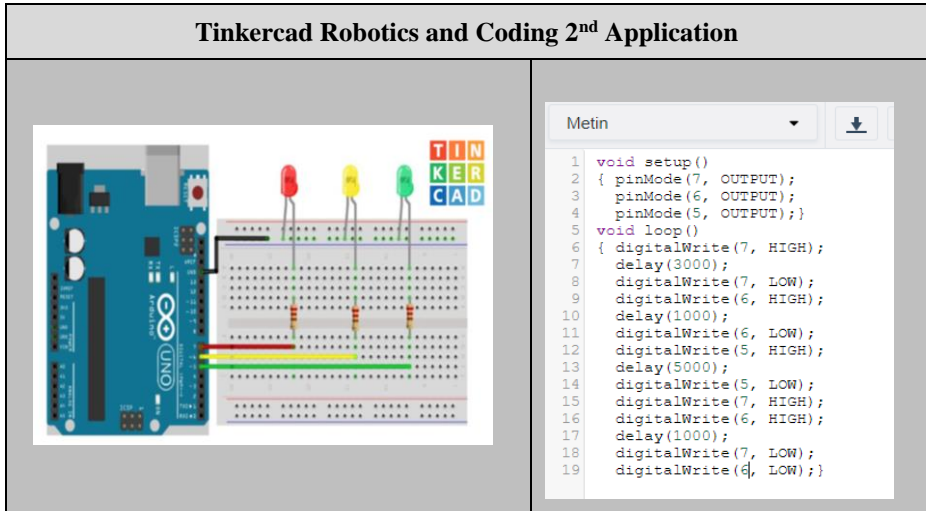 Tinkercad Robotics and Coding 2nd Application
TIN
KER
CAD
ARDUINO
UNO
Metin
1 void setup()
2 { pinMode(7, OUTPUT);
3 pinMode(6, OUTPUT);
4 pinMode(5, OUTPUT);}
5 void loop()
6 { digitalWrite(7, HIGH);
7 delay(3000);
8 digitalWrite(7, LOW);
9 digitalWrite(6, HIGH);
10 delay(1000);
11 digitalWrite(6, LOW);
12 digitalWrite(5, HIGH);
13 delay(5000);
14 digitalWrite(5, LOW);
15 digitalWrite(7, HIGH);
16 digitalWrite(6, HIGH);
17 delay(1000);
18 digitalWrite(7, LOW);
19 digitalWrite(6, LOW);}